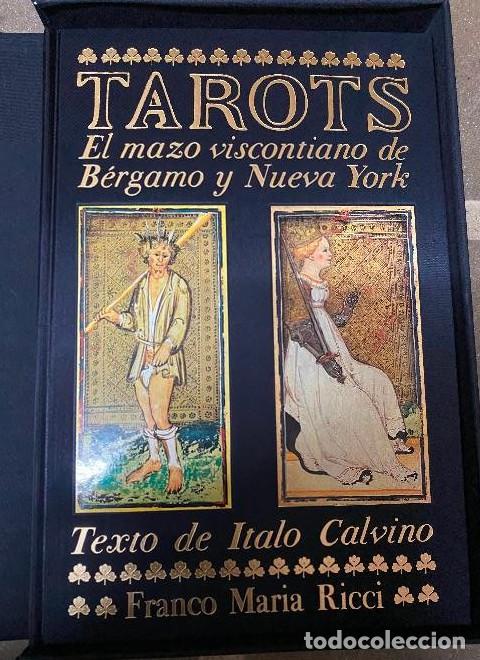 TAROTS
El mazo viscontiano de
Bérgamo y Nueva York
Texto de Italo Calvino
Franco Maria Ricci
todocoleccion